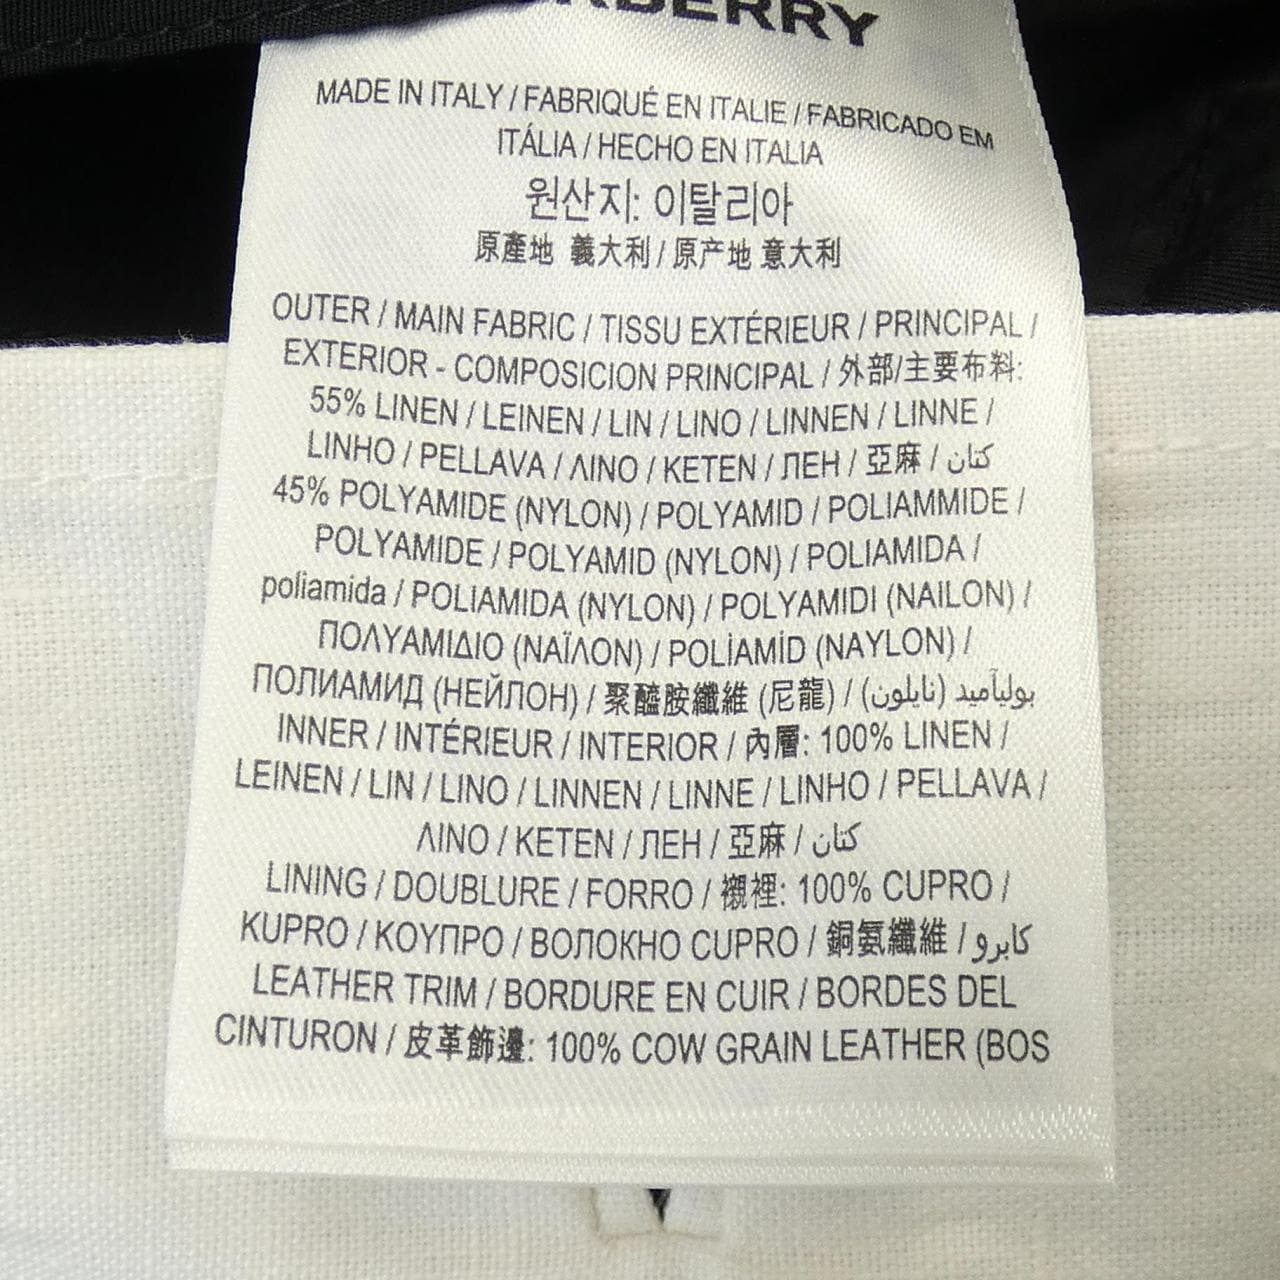 BERRY
MADE IN ITALY / FABRIQUÉ EN ITALIE / FABRICADO EM
ITÁLIA / HECHO EN ITALIA
원산지: 이탈리아
原產地 義大利 / 原产地 意大利
OUTER / MAIN FABRIC / TISSU EXTÉRIEUR / PRINCIPAL /
EXTERIOR - COMPOSICION PRINCIPAL / 外部/主要布料:
55% LINEN / LEINEN / LIN / LINO / LINNEN / LINNE /
LINHO / PELLAVA / ΛΙΝΟ / KETEN / ЛЕН / 亞麻 / كتان
45% POLYAMIDE (NYLON) / POLYAMID / POLIAMMIDE /
POLYAMIDE / POLYAMID (NYLON) / POLIAMIDA /
poliamida / POLIAMIDA (NYLON) / POLYAMIDI (NAILON) /
ΠΟΛΥΑΜΙΔΙΟ (ΝΑΪΛΟΝ) / POLİAMİD (NAYLON) /
ПОЛИАМИД (НЕЙЛОН) / 聚醯胺纖維 (尼龍) / بوليآميد (نايلون)
INNER / INTÉRIEUR / INTERIOR / 內層: 100% LINEN /
LEINEN / LIN / LINO / LINNEN / LINNE / LINHO / PELLAVA /
ΛΙΝΟ / KETEN / ЛЕН / 亞麻 / كتان
LINING / DOUBLURE / FORRO / 襯裡: 100% CUPRO /
KUPRO / ΚΟΥΠΡΟ / ВОЛОКНО CUPRO / 銅氨纖維 / كابرو
LEATHER TRIM / BORDURE EN CUIR / BORDES DEL
CINTURON / 皮革飾邊: 100% COW GRAIN LEATHER (BOS